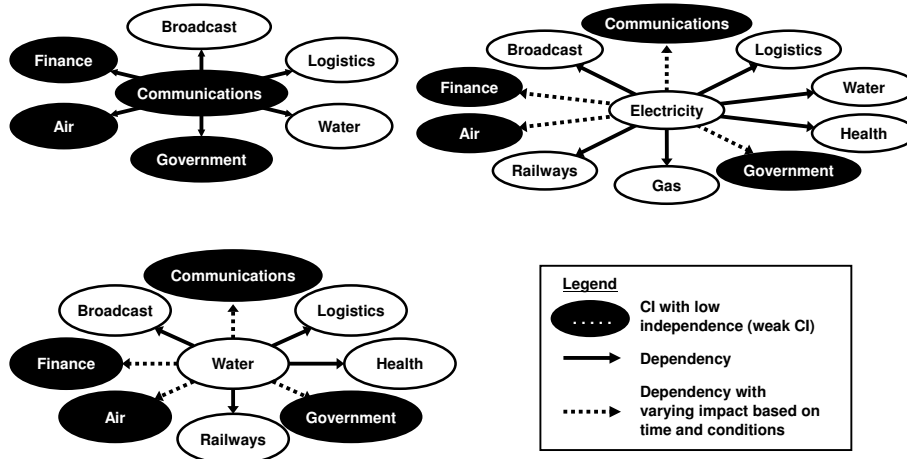 Broadcast
Finance
Logistics
Communications
Air
Water
Government
Communications
Broadcast
Logistics
Finance
Water
Electricity
Air
Health
Railways
Gas
Government
Communications
Broadcast
Logistics
Finance
Water
Health
Air
Government
Railways
Legend
.....
CI with low
independence (weak CI)
Dependency
Dependency with
varying impact based on
time and conditions